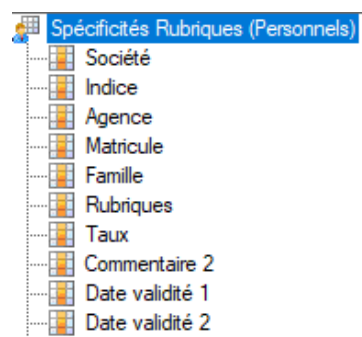 Spécificités Rubriques (Personnels)
Société
Indice
Agence
Matricule
Famille
Rubriques
Taux
Commentaire 2
Date validité 1
Date validité 2